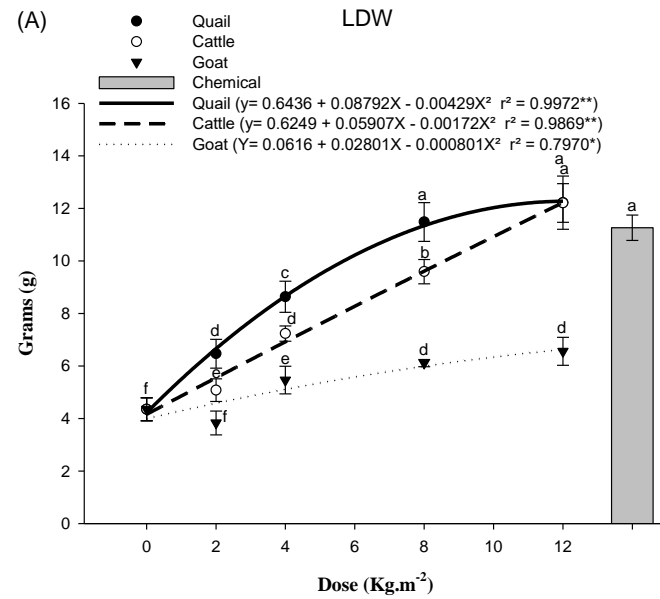 (A)
LDW
Quail
Cattle
Goat
Chemical
Quail (y= 0.6436 + 0.08792X - 0.00429X² r² = 0.9972**)
Cattle (y= 0.6249 + 0.05907X - 0.00172X² r² = 0.9869**)
Goat (Y= 0.0616 + 0.02801X - 0.000801X² r² = 0.7970*)
16
14
12
10
8
6
4
2
0
Grams (g)
f
d
e
f
c
d
e
a
b
d
a
a
d
a
0 2 4 6 8 10 12
Dose (Kg.m⁻²)